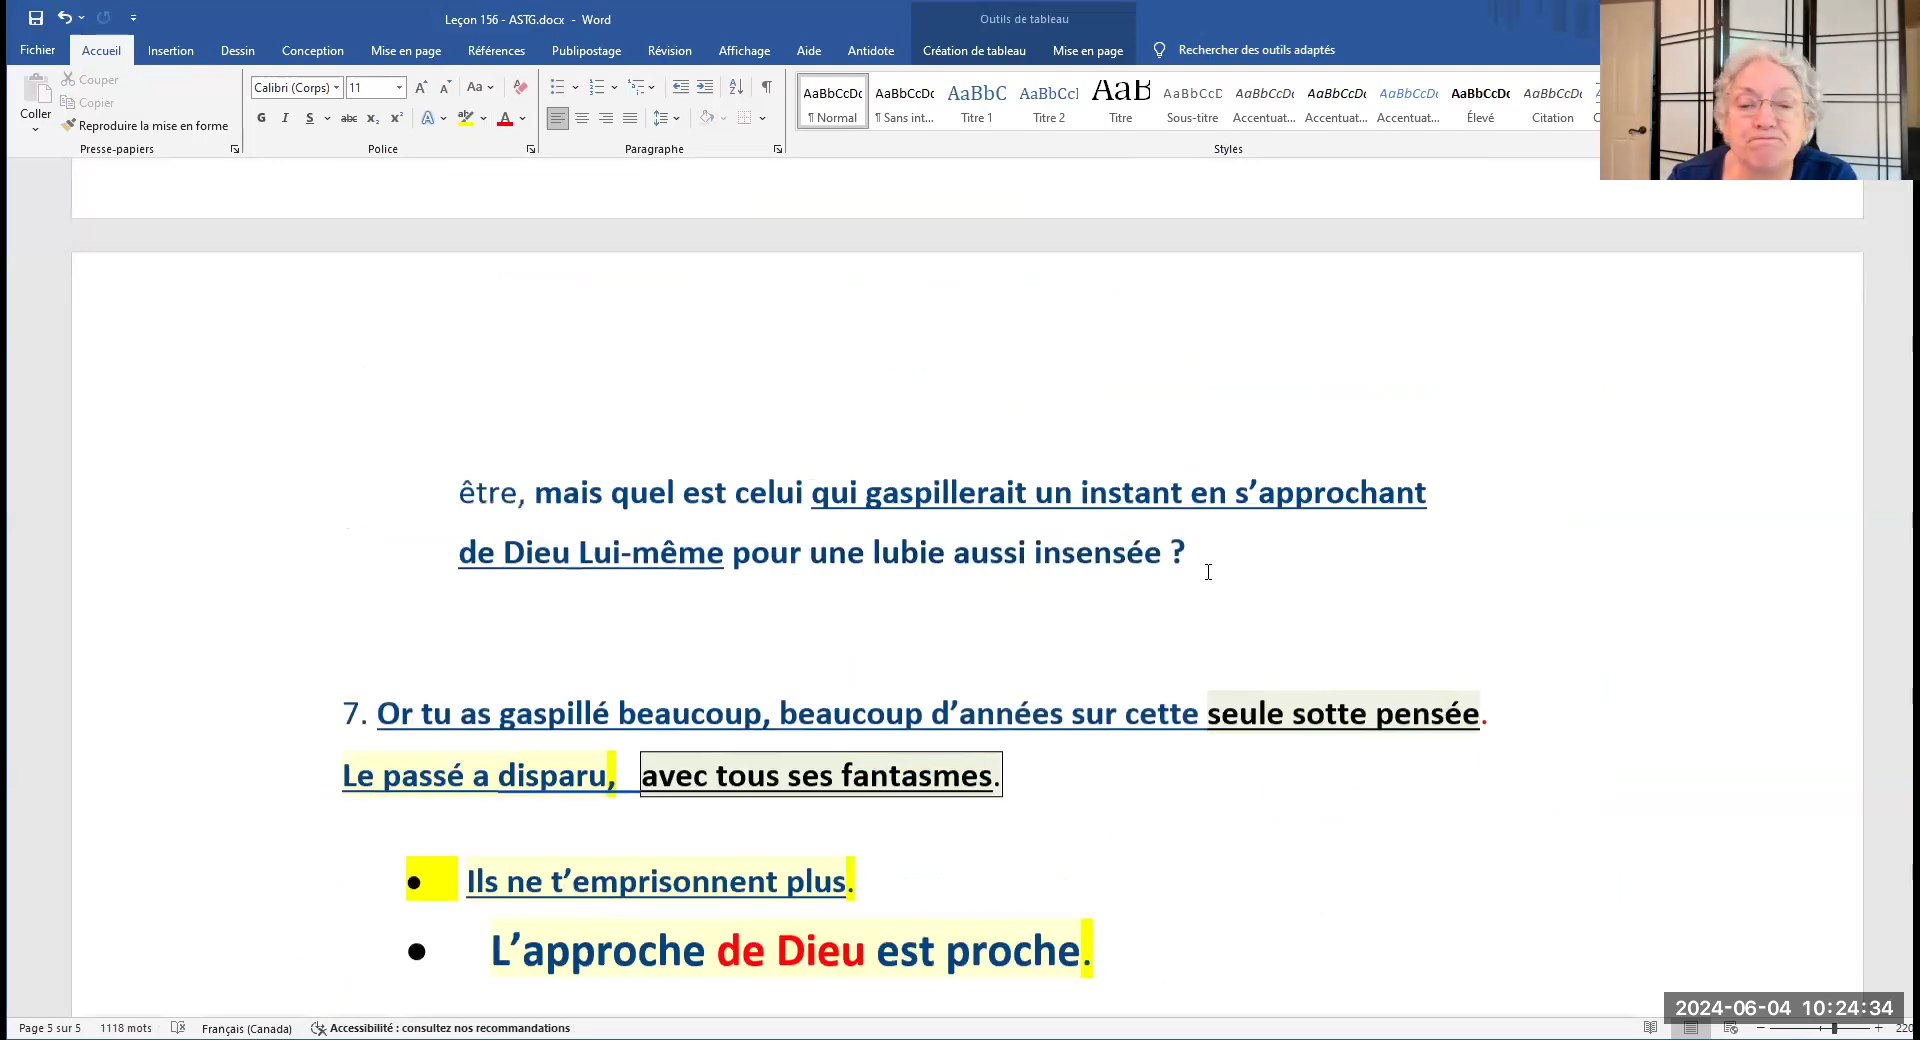 Leçon 156 - ASTG.docx - Word
Outils de tableau
Fichier Accueil Insertion Dessin Conception Mise en page Références Publipostage Révision Affichage Aide Antidote Création de tableau Mise en page Rechercher des outils adaptés
Coller
Couper
Copier
Reproduire la mise en forme
Presse-papiers
Calibri (Corps) 11
G I S abc x₂ x²
Police
Paragraphe
AaBbCcDc AaBbCcDc AaBbC AaBbCcI AaB AaBbCcD AaBbCcDc AaBbCcDc AaBbCcDc AaBbCcDc AaBbCcDc
¶ Normal ¶ Sans int... Titre 1 Titre 2 Titre Sous-titre Accentuat... Accentuat... Accentuat... Élevé Citation
Styles
être, mais quel est celui qui gaspillerait un instant en s’approchant
de Dieu Lui-même pour une lubie aussi insensée ?
7. Or tu as gaspillé beaucoup, beaucoup d’années sur cette seule sotte pensée.
Le passé a disparu, avec tous ses fantasmes.
• Ils ne t’emprisonnent plus.
• L’approche de Dieu est proche.
2024-06-04 10:24:34
Page 5 sur 5 1118 mots Français (Canada) Accessibilité : consultez nos recommandations 220